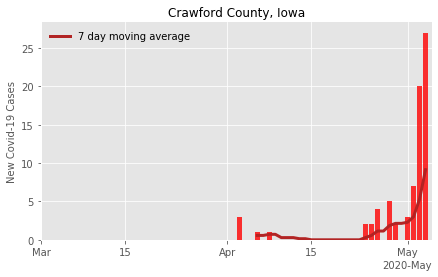 Crawford County, Iowa
7 day moving average
New Covid-19 Cases
25
20
15
10
5
0
Mar
15
Apr
15
May
2020-May